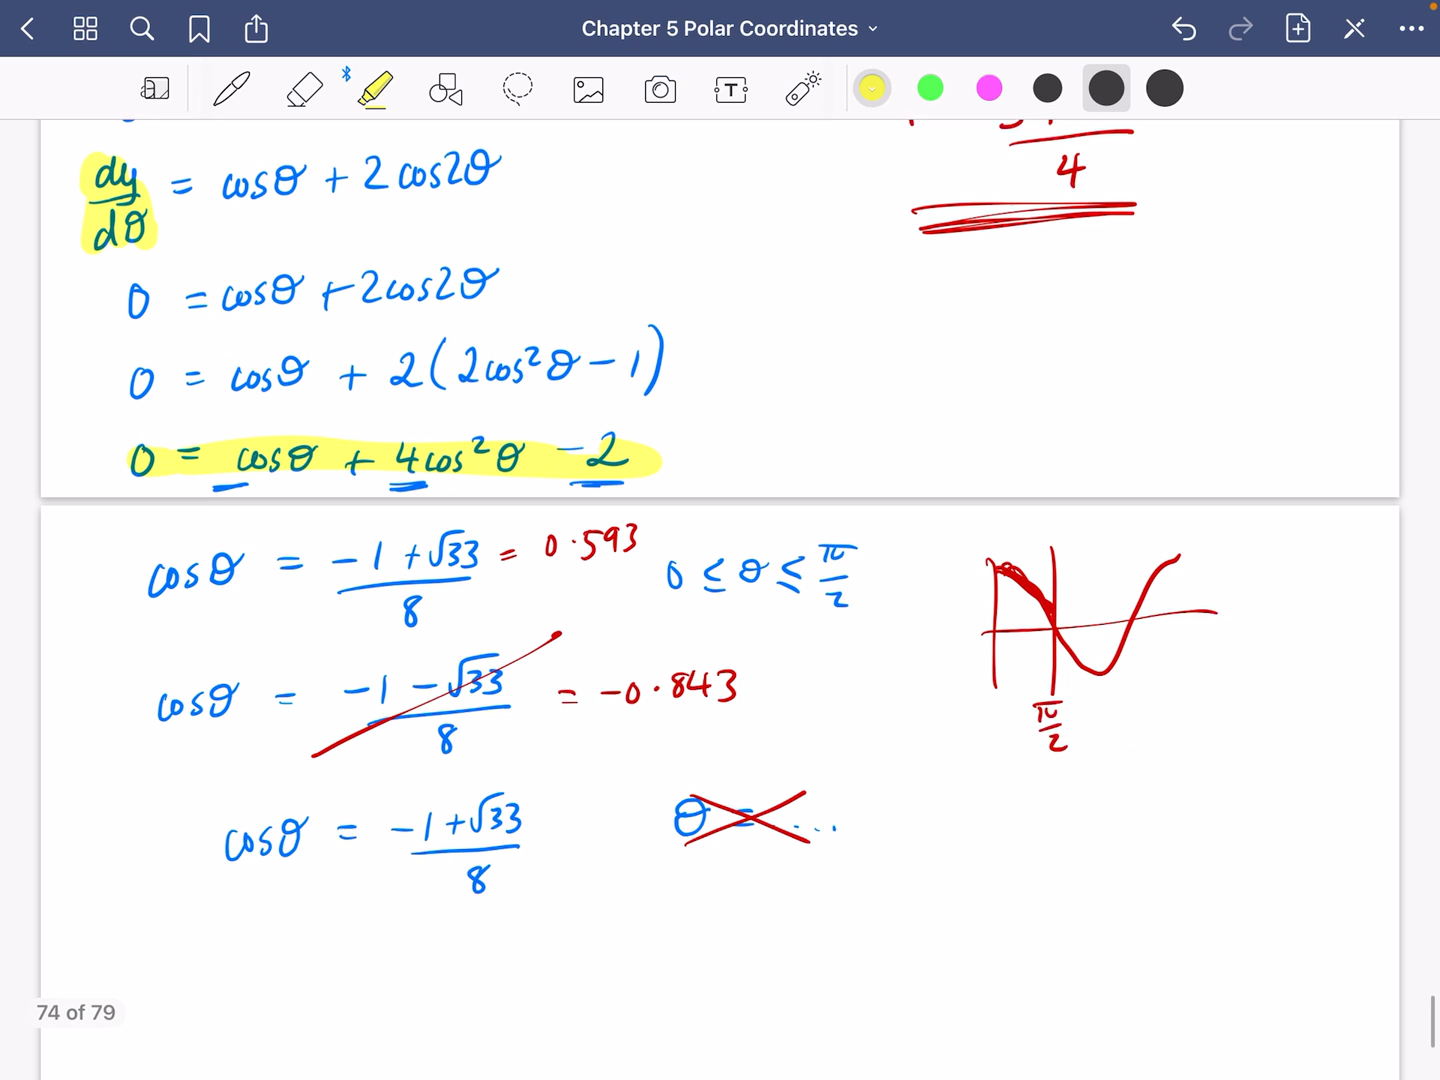 Chapter 5 Polar Coordinates
4
dy/dθ = cosθ + 2cos2θ
0 = cosθ + 2cos2θ
0 = cosθ + 2(2cos²θ - 1)
0 = cosθ + 4cos²θ - 2
cosθ = (-1 + √33)/8 = 0.593 0 ≤ θ ≤ π/2
cosθ = (-1 - √33)/8 = -0.843
π/2
cosθ = (-1 + √33)/8 θ = ...
74 of 79